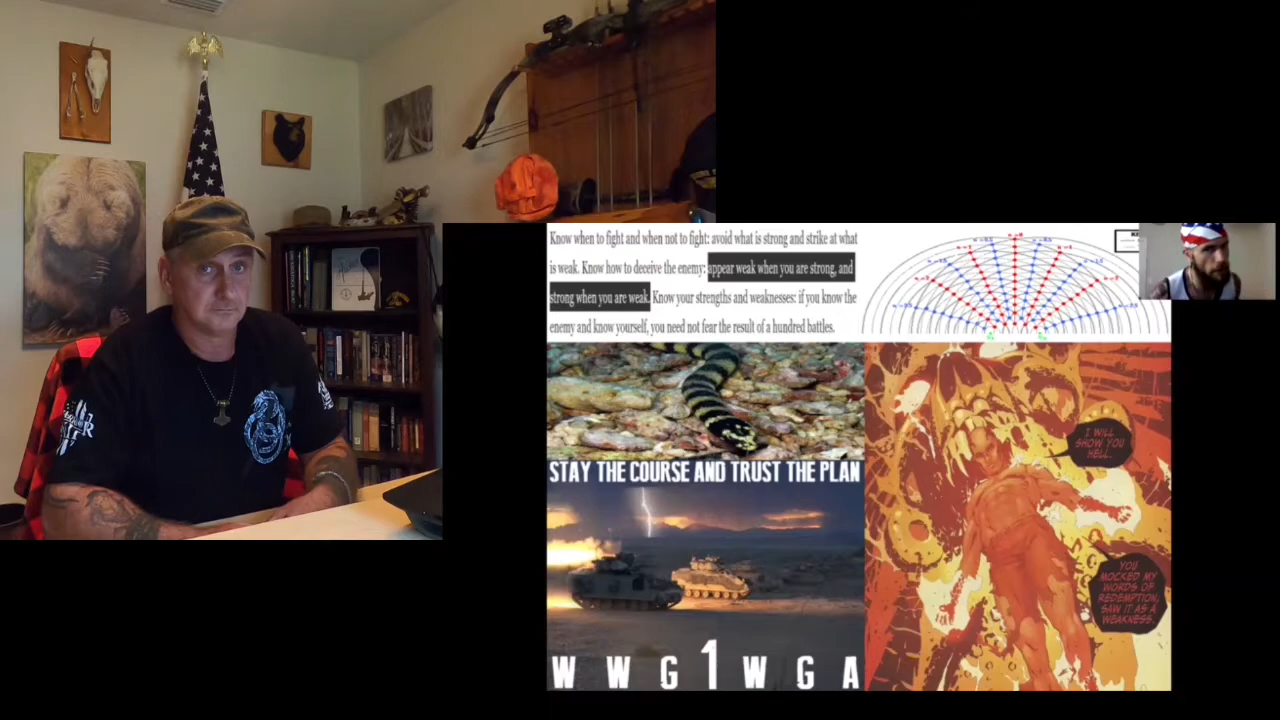 Know when to fight and when not to fight: avoid what is strong and strike at what
is weak. Know how to deceive the enemy: appear weak when you are strong, and
strong when you are weak. Know your strengths and weaknesses: if you know the
enemy and know yourself, you need not fear the result of a hundred battles.
STAY THE COURSE AND TRUST THE PLAN
W W G 1 W G A
I WILL
SHOW YOU
HELL.
YOU
MOCKED MY
WORDS OF
REDEMPTION,
SAW IT AS A
WEAKNESS.